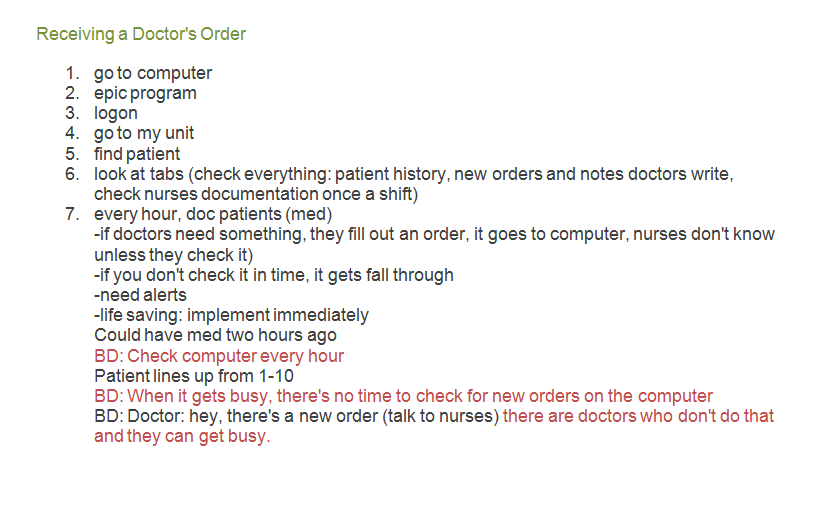 Receiving a Doctor's Order
1. go to computer
2. epic program
3. logon
4. go to my unit
5. find patient
6. look at tabs (check everything: patient history, new orders and notes doctors write,
check nurses documentation once a shift)
7. every hour, doc patients (med)
-if doctors need something, they fill out an order, it goes to computer, nurses don't know
unless they check it)
-if you don't check it in time, it gets fall through
-need alerts
-life saving: implement immediately
Could have med two hours ago
BD: Check computer every hour
Patient lines up from 1-10
BD: When it gets busy, there's no time to check for new orders on the computer
BD: Doctor: hey, there's a new order (talk to nurses) there are doctors who don't do that
and they can get busy.